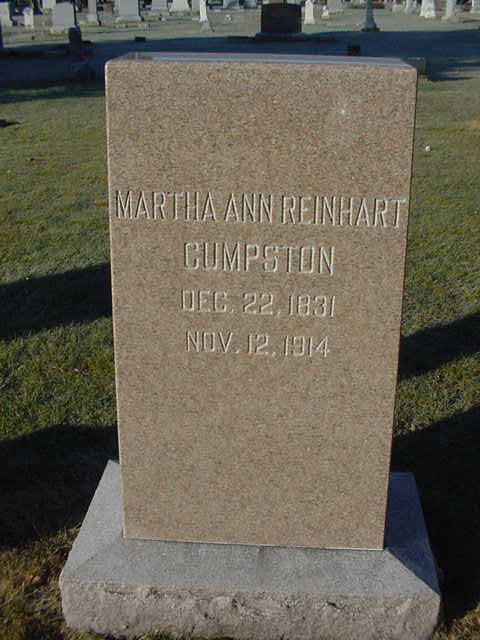 MARTHA ANN REINHART
CUMPSTON
DEC. 22, 1831
NOV. 12, 1914